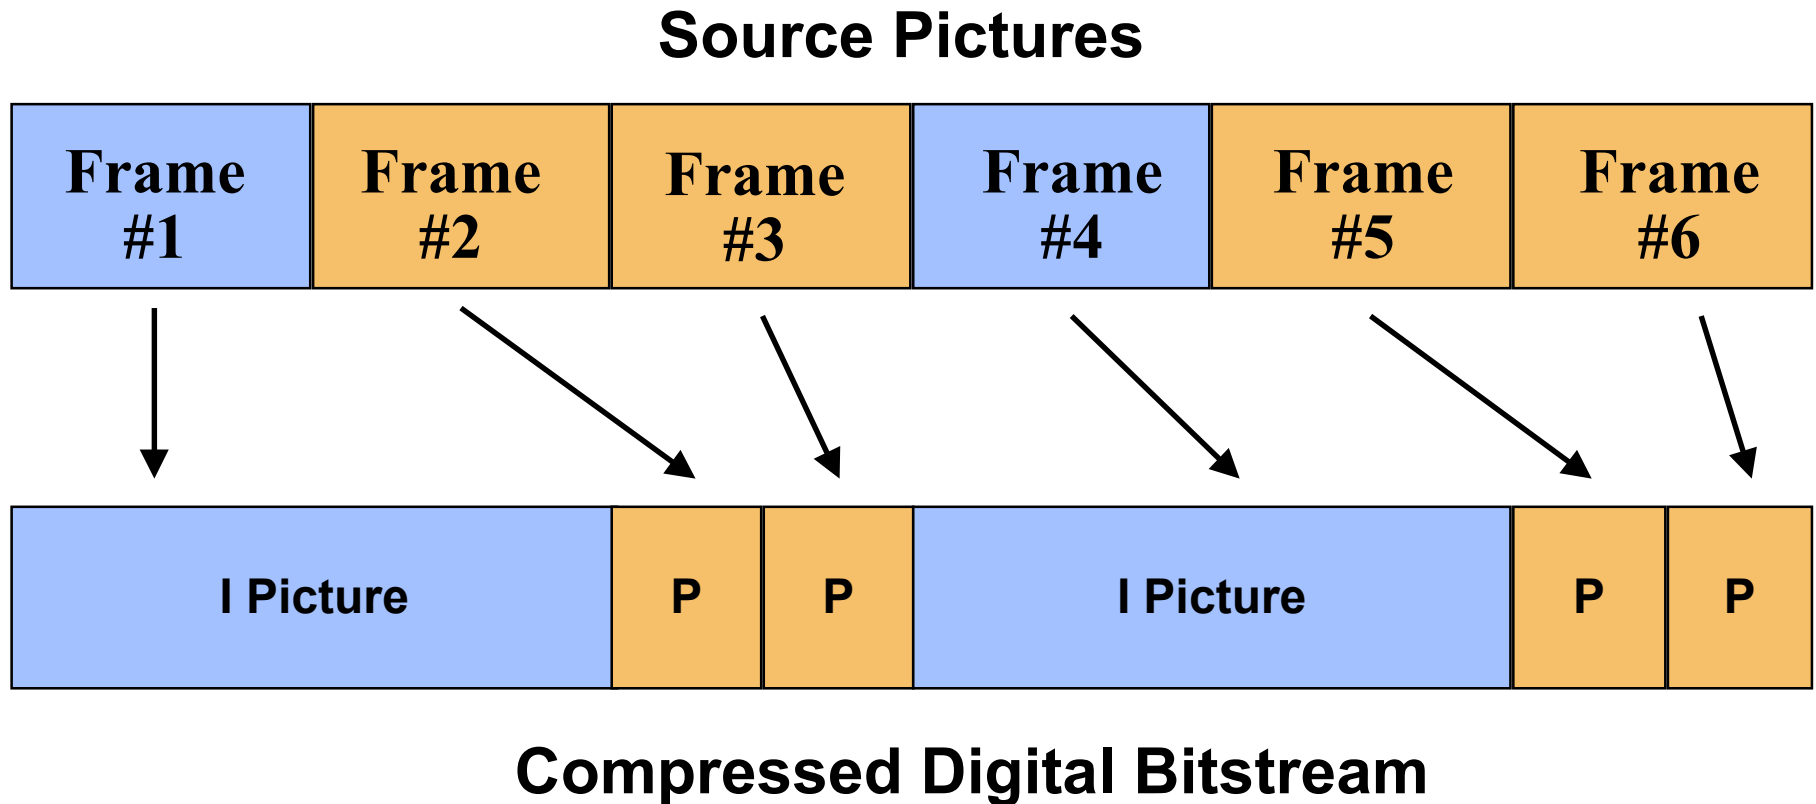 Source Pictures
Frame #1
Frame #2
Frame #3
Frame #4
Frame #5
Frame #6
I Picture
P
P
I Picture
P
P
Compressed Digital Bitstream